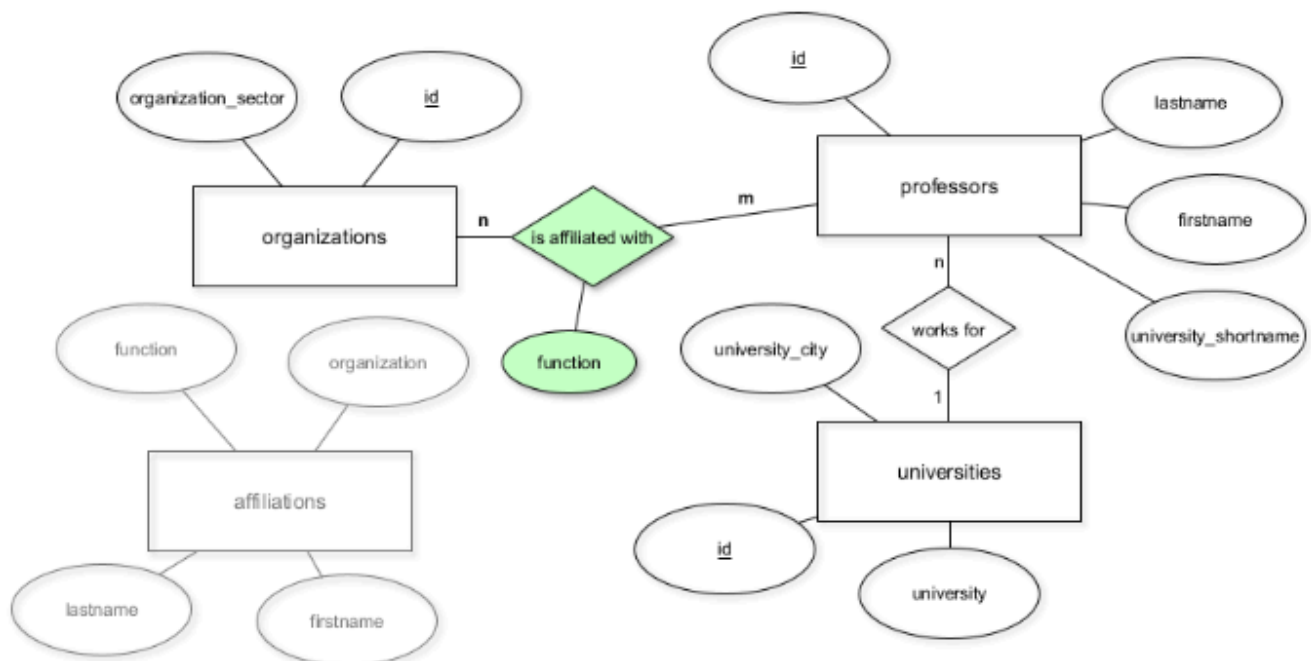 id
organization_sector
id
lastname
professors
m
firstname
n
is affiliated with
organizations
n
function
organization
function
university_city
works for
university_shortname
1
affiliations
universities
id
lastname
firstname
university